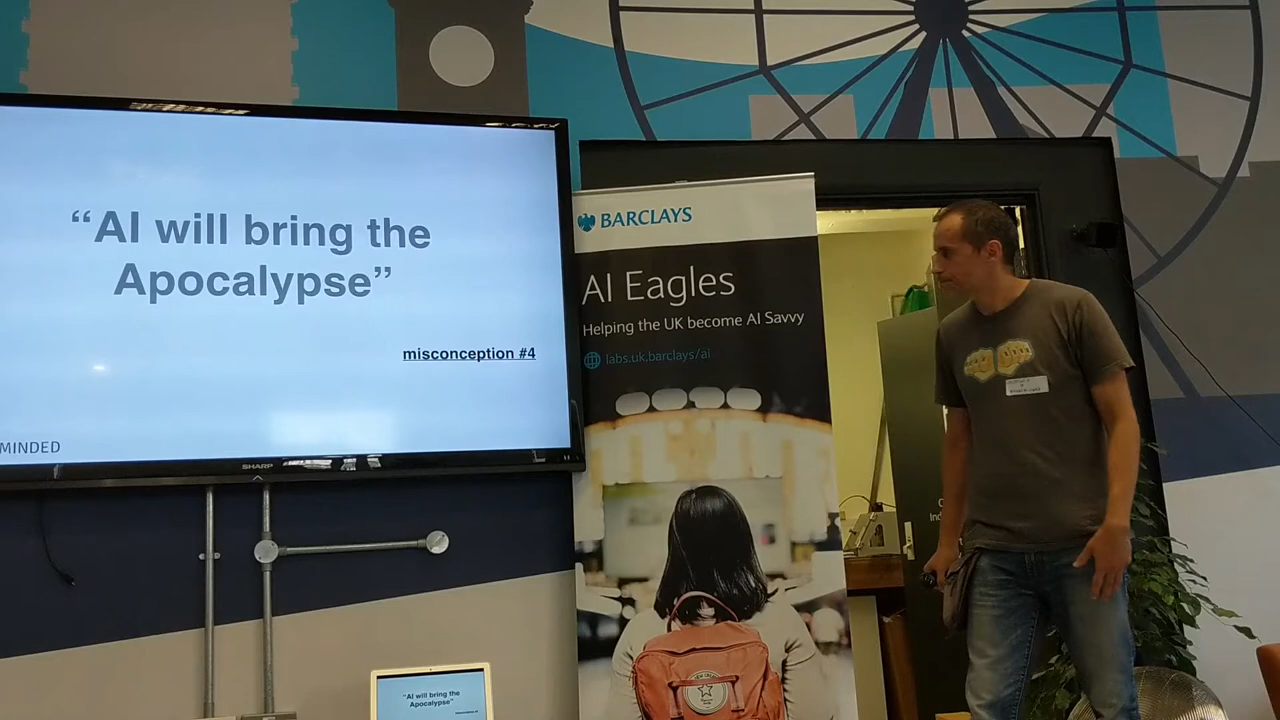 “AI will bring the
Apocalypse”
misconception #4
MINDED
SHARP
BARCLAYS
AI Eagles
Helping the UK become AI Savvy
labs.uk.barclays/ai
“AI will bring the
Apocalypse”